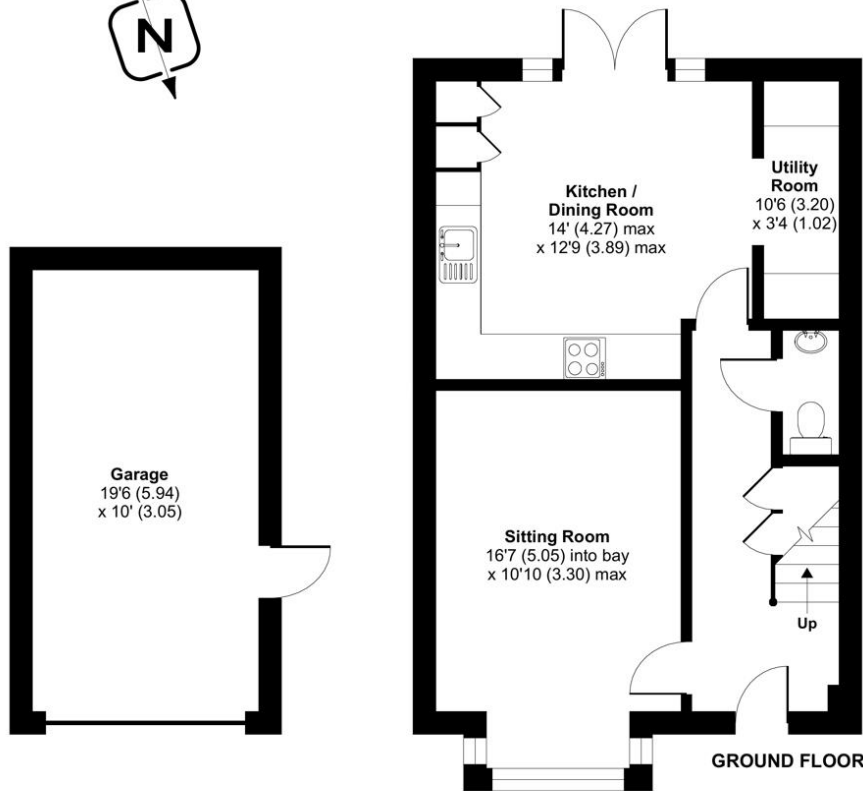 N
Kitchen /
Dining Room
14' (4.27) max
x 12'9 (3.89) max
Utility
Room
10'6 (3.20)
x 3'4 (1.02)
Garage
19'6 (5.94)
x 10' (3.05)
Sitting Room
16'7 (5.05) into bay
x 10'10 (3.30) max
Up
GROUND FLOOR